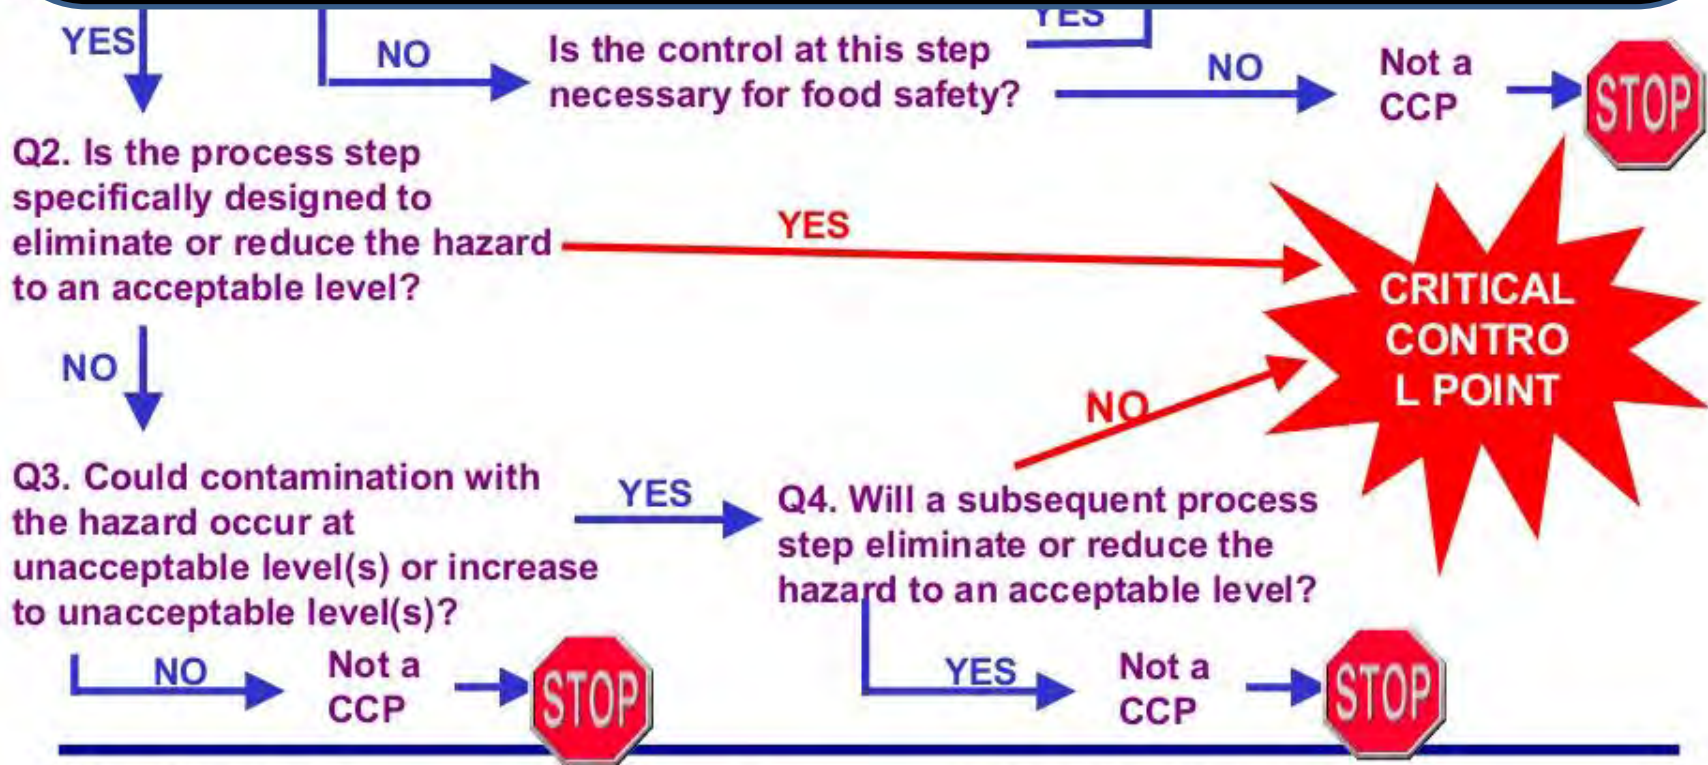 YES
YES
NO
Is the control at this step
necessary for food safety?
NO
Not a
CCP
STOP
Q2. Is the process step
specifically designed to
eliminate or reduce the hazard
to an acceptable level?
YES
CRITICAL
CONTRO
L POINT
NO
NO
Q3. Could contamination with
the hazard occur at
unacceptable level(s) or increase
to unacceptable level(s)?
YES
Q4. Will a subsequent process
step eliminate or reduce the
hazard to an acceptable level?
NO
Not a
CCP
STOP
YES
Not a
CCP
STOP